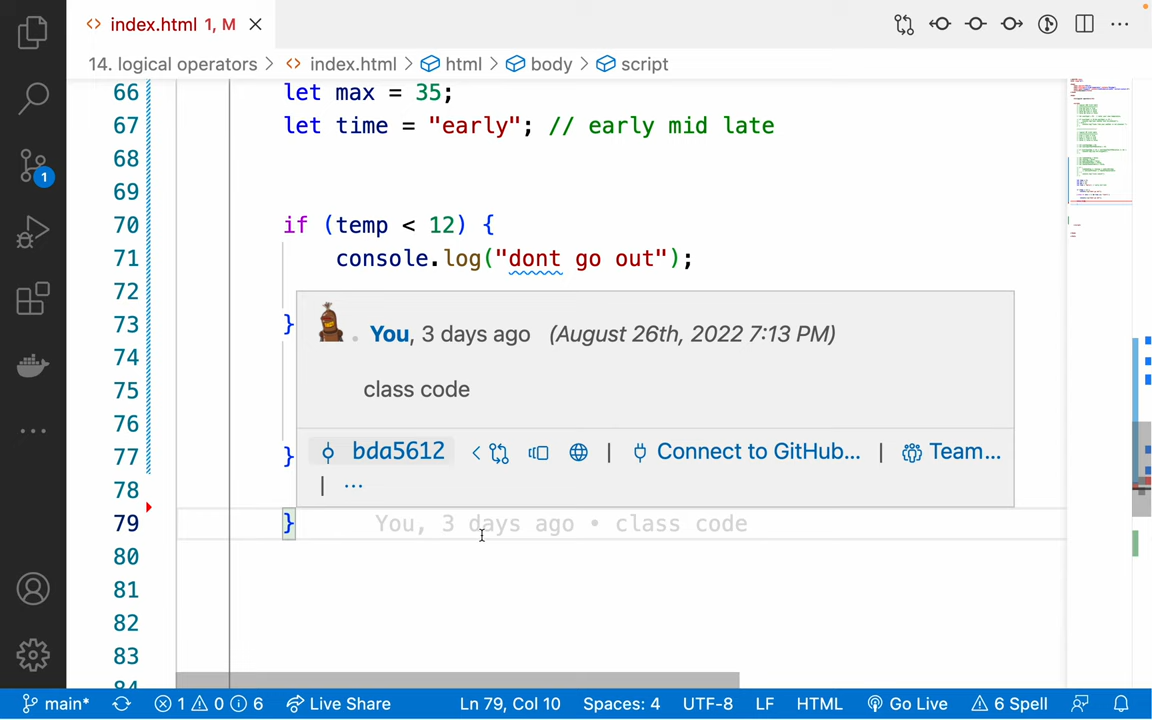 index.html 1, M
14. logical operators > index.html > html > body > script
66 let max = 35;
67 let time = "early"; // early mid late
68
69
70 if (temp < 12) {
71 console.log("dont go out");
72
73 }
74
75
76
77 }
78
79 } You, 3 days ago • class code
80
81
82
83
84
You, 3 days ago (August 26th, 2022 7:13 PM)
class code
bda5612 | Connect to GitHub... | Team...
| ...
1
main* 1 0 6 Live Share Ln 79, Col 10 Spaces: 4 UTF-8 LF HTML Go Live 6 Spell